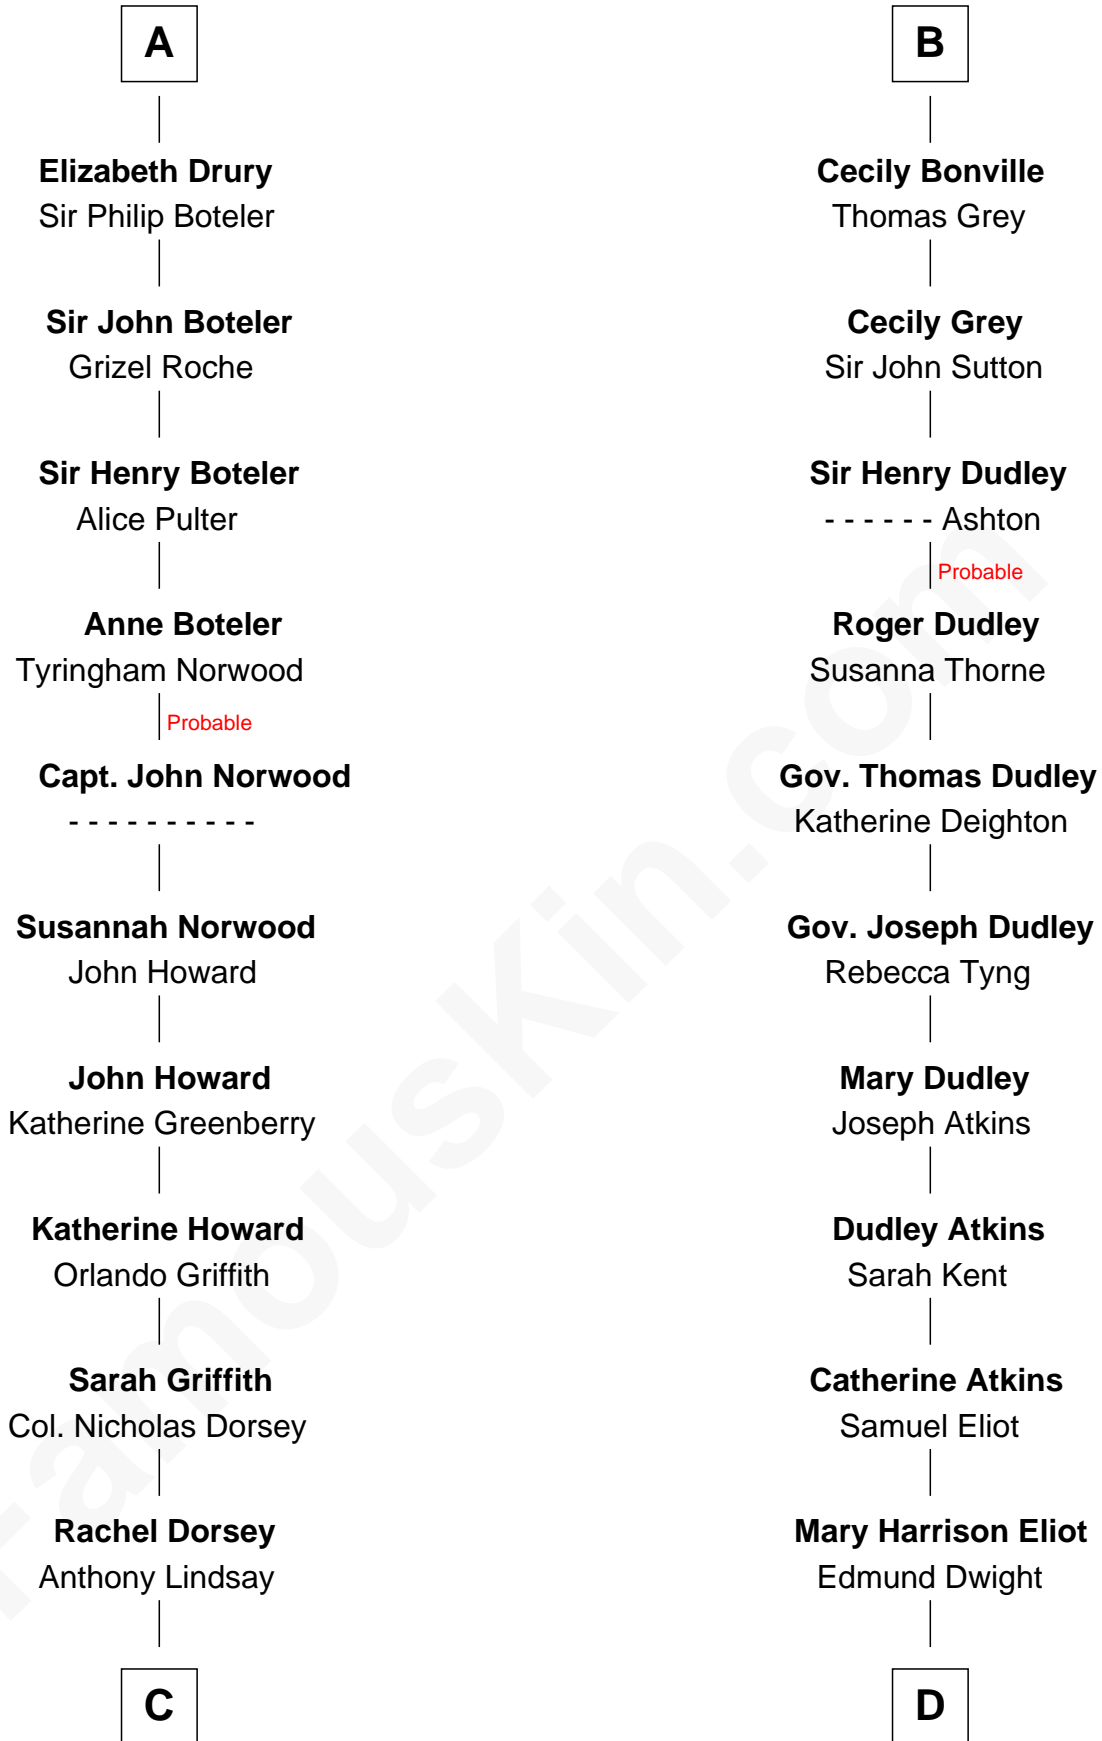 A
Elizabeth Drury
Sir Philip Boteler
Sir John Boteler
Grizel Roche
Sir Henry Boteler
Alice Pulter
Anne Boteler
Tyringham Norwood
Probable
Capt. John Norwood
- - - - - - - - - -
Susannah Norwood
John Howard
John Howard
Katherine Greenberry
Katherine Howard
Orlando Griffith
Sarah Griffith
Col. Nicholas Dorsey
Rachel Dorsey
Anthony Lindsay
C
B
Cecily Bonville
Thomas Grey
Cecily Grey
Sir John Sutton
Sir Henry Dudley
- - - - - - Ashton
Probable
Roger Dudley
Susanna Thorne
Gov. Thomas Dudley
Katherine Deighton
Gov. Joseph Dudley
Rebecca Tyng
Mary Dudley
Joseph Atkins
Dudley Atkins
Sarah Kent
Catherine Atkins
Samuel Eliot
Mary Harrison Eliot
Edmund Dwight
D
FamousKin.com